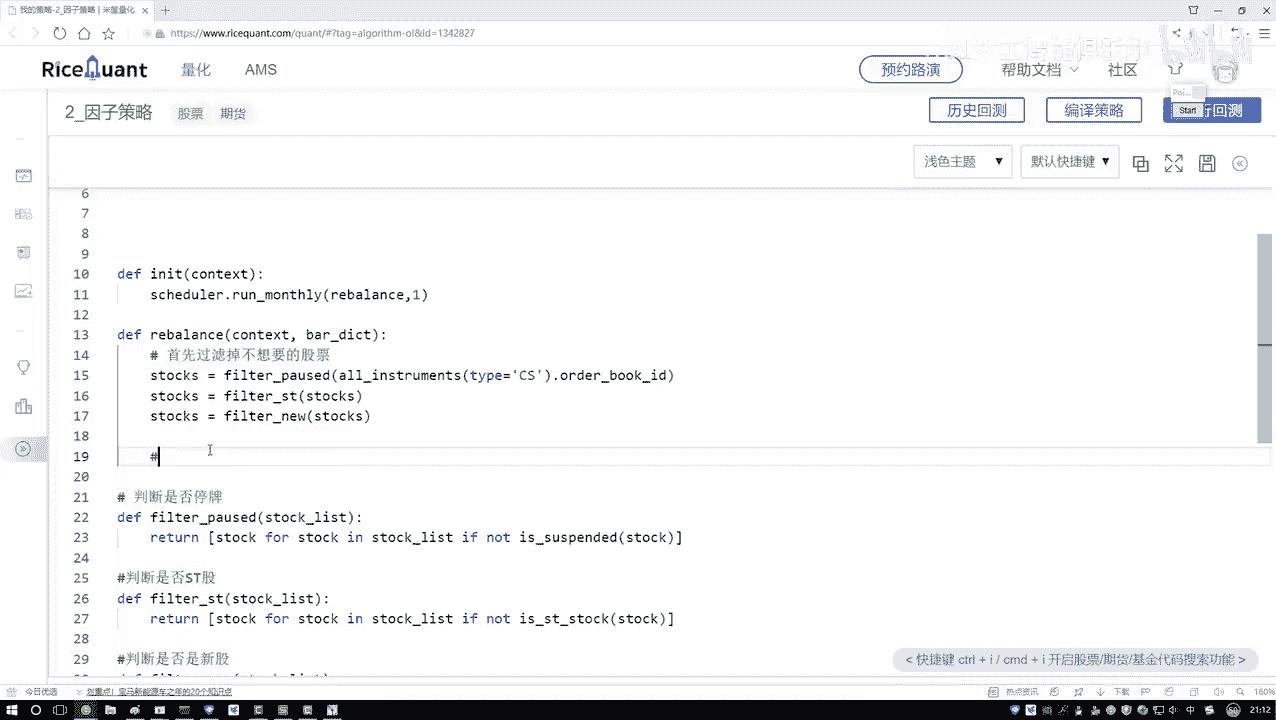 我的策略-2_因子策略 | 米筐量化
https://www.ricequant.com/quant/#?tag=algorithm-ol&id=1342827
RiceQuant 量化 AMS 预约路演 帮助文档 社区
2_因子策略 股票 期货 历史回测 编译策略 回测
Poi...
Start
浅色主题 ▼ 默认快捷键 ▼
6
7
8
9
10 def init(context):
11 scheduler.run_monthly(rebalance,1)
12
13 def rebalance(context, bar_dict):
14 # 首先过滤掉不想要的股票
15 stocks = filter_paused(all_instruments(type='CS').order_book_id)
16 stocks = filter_st(stocks)
17 stocks = filter_new(stocks)
18
19 #
20
21 # 判断是否停牌
22 def filter_paused(stock_list):
23 return [stock for stock in stock_list if not is_suspended(stock)]
24
25 #判断是否ST股
26 def filter_st(stock_list):
27 return [stock for stock in stock_list if not is_st_stock(stock)]
28
29 #判断是否是新股
< 快捷键 ctrl + i / cmd + i 开启股票/期货/基金代码搜索功能 >
今日优选 划重点！宝马新能源车之年的20个知识点 热点资讯 下载 160%
中 21:12